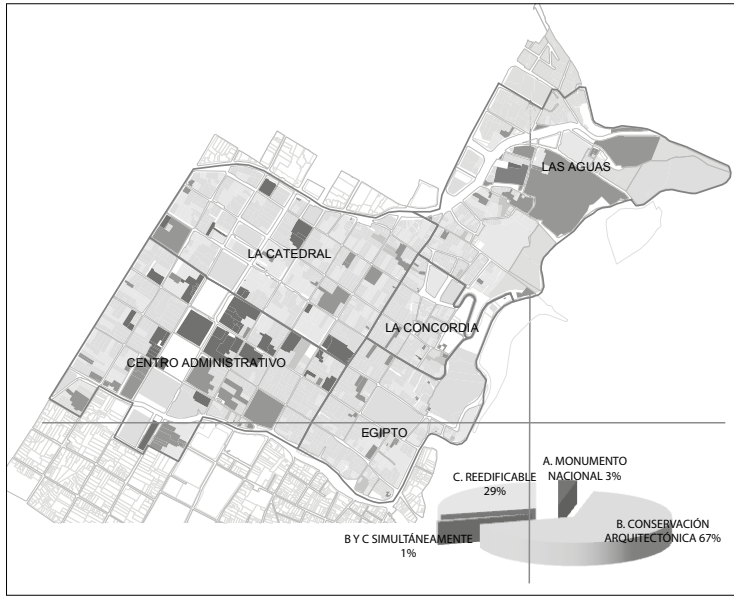 LAS AGUAS
LA CATEDRAL
LA CONCORDIA
CENTRO ADMINISTRATIVO
EGIPTO
A. MONUMENTO
NACIONAL 3%
C. REEDIFICABLE
29%
B. CONSERVACIÓN
ARQUITECTÓNICA 67%
B Y C SIMULTÁNEAMENTE
1%